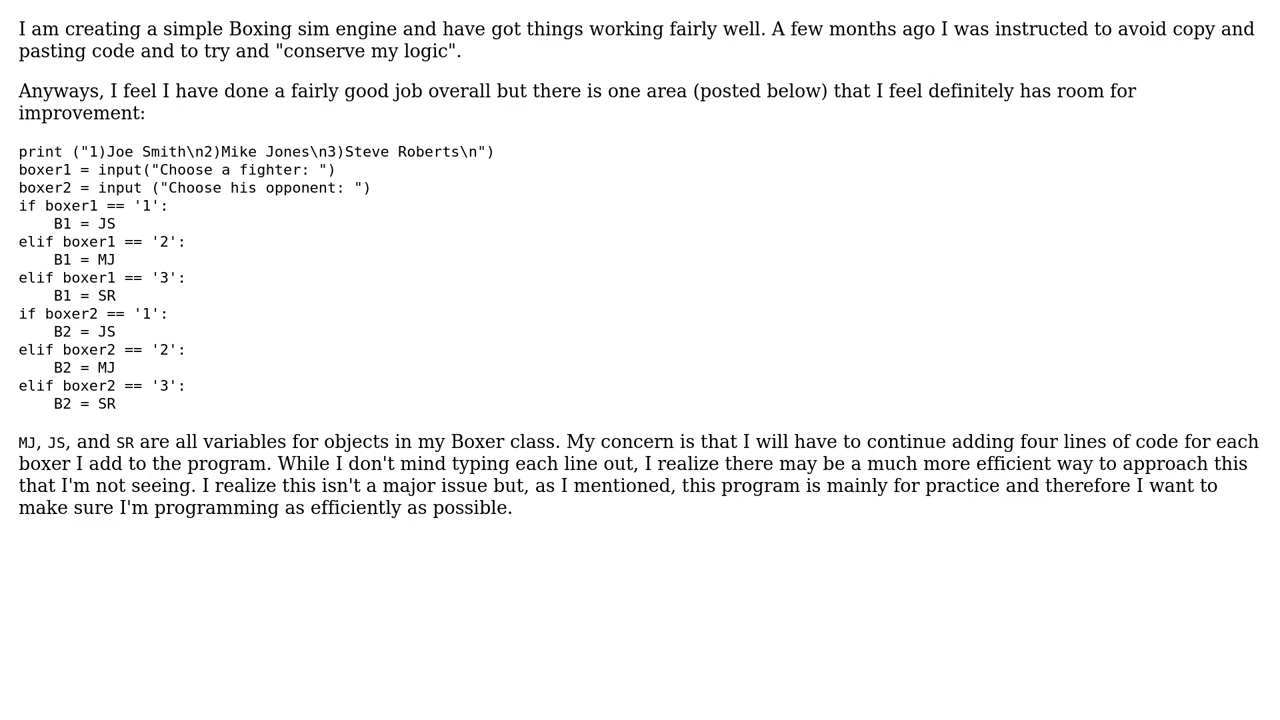 I am creating a simple Boxing sim engine and have got things working fairly well. A few months ago I was instructed to avoid copy and
pasting code and to try and "conserve my logic".
Anyways, I feel I have done a fairly good job overall but there is one area (posted below) that I feel definitely has room for
improvement:
print ("1)Joe Smith\n2)Mike Jones\n3)Steve Roberts\n")
boxer1 = input("Choose a fighter: ")
boxer2 = input ("Choose his opponent: ")
if boxer1 == '1':
    B1 = JS
elif boxer1 == '2':
    B1 = MJ
elif boxer1 == '3':
    B1 = SR
if boxer2 == '1':
    B2 = JS
elif boxer2 == '2':
    B2 = MJ
elif boxer2 == '3':
    B2 = SR
MJ, JS, and SR are all variables for objects in my Boxer class. My concern is that I will have to continue adding four lines of code for each
boxer I add to the program. While I don't mind typing each line out, I realize there may be a much more efficient way to approach this
that I'm not seeing. I realize this isn't a major issue but, as I mentioned, this program is mainly for practice and therefore I want to
make sure I'm programming as efficiently as possible.